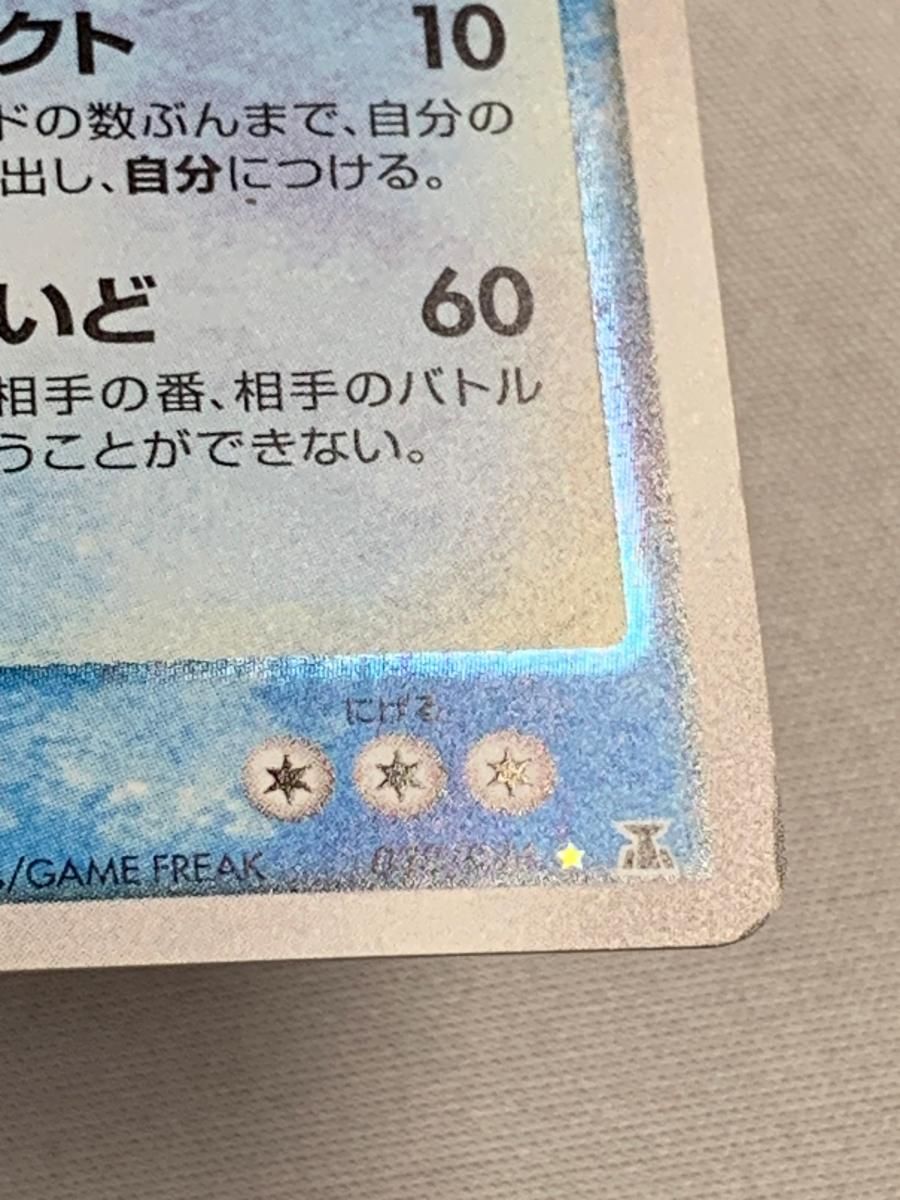 クト 10
ドの数ぶんまで、自分の
出し、自分につける。
いど 60
相手の番、相手のバトル
うことができない。
にげる
/GAME FREAK